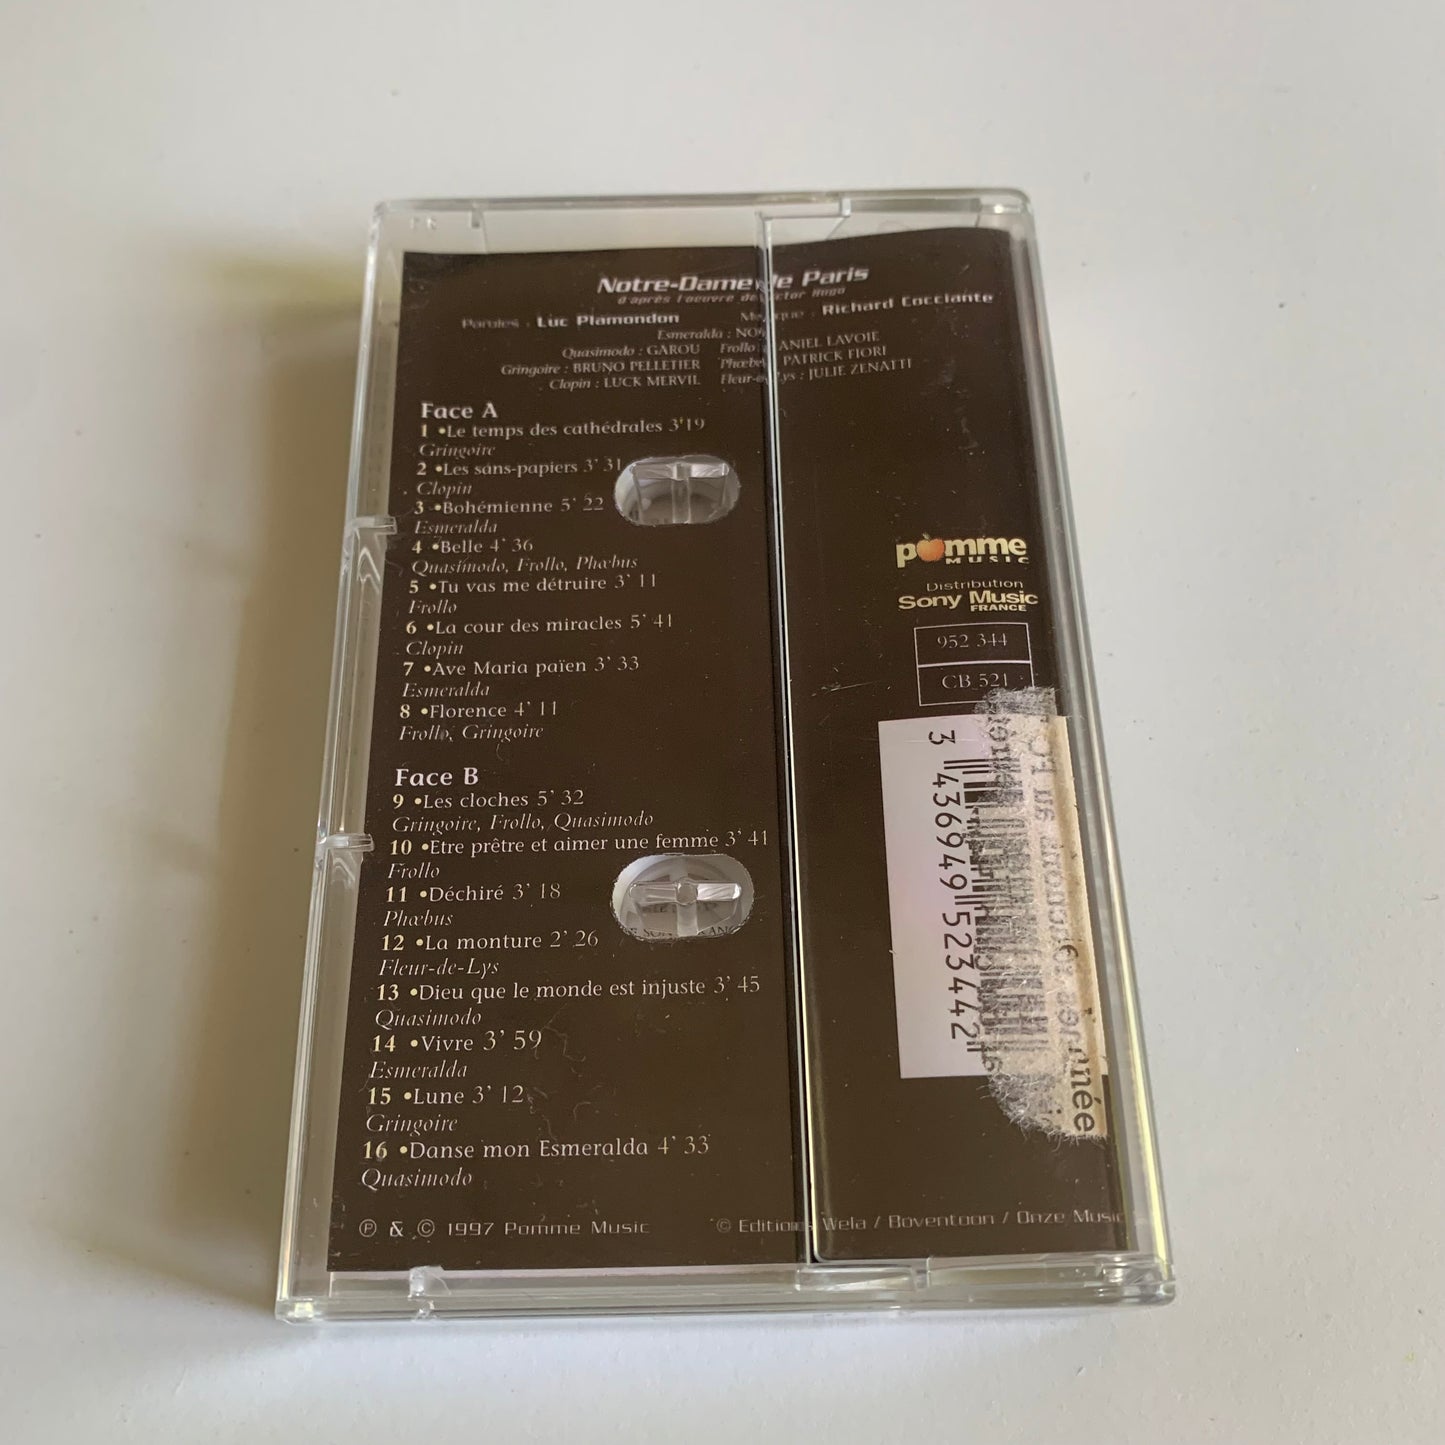 Notre-Dame de Paris
d'après l'oeuvre de Victor Hugo
Paroles : Luc Plamondon Musique : Richard Cocciante
Esmeralda : NOA
Quasimodo : GAROU Frollo : DANIEL LAVOIE
Gringoire : BRUNO PELLETIER Phœbus : PATRICK FIORI
Clopin : LUCK MERVIL Fleur-de-Lys : JULIE ZENATTI
Face A
1 •Le temps des cathédrales 3'19
Gringoire
2 •Les sans-papiers 3' 31
Clopin
3 •Bohémienne 5' 22
Esmeralda
4 •Belle 4' 36
Quasimodo, Frollo, Phœbus
5 •Tu vas me détruire 3' 11
Frollo
6 •La cour des miracles 5' 41
Clopin
7 •Ave Maria païen 3' 33
Esmeralda
8 •Florence 4' 11
Frollo, Gringoire
Face B
9 •Les cloches 5' 32
Gringoire, Frollo, Quasimodo
10 •Etre prêtre et aimer une femme 3' 41
Frollo
11 •Déchiré 3' 18
Phœbus
12 •La monture 2' 26
Fleur-de-Lys
13 •Dieu que le monde est injuste 3' 45
Quasimodo
14 •Vivre 3' 59
Esmeralda
15 •Lune 3' 12
Gringoire
16 •Danse mon Esmeralda 4' 33
Quasimodo
℗ & © 1997 Pomme Music © Editions Wela / Boventoon / Onze Music
pomme
MUSIC
Distribution
Sony Music
FRANCE
952 344
CB 521
3 436949 523442